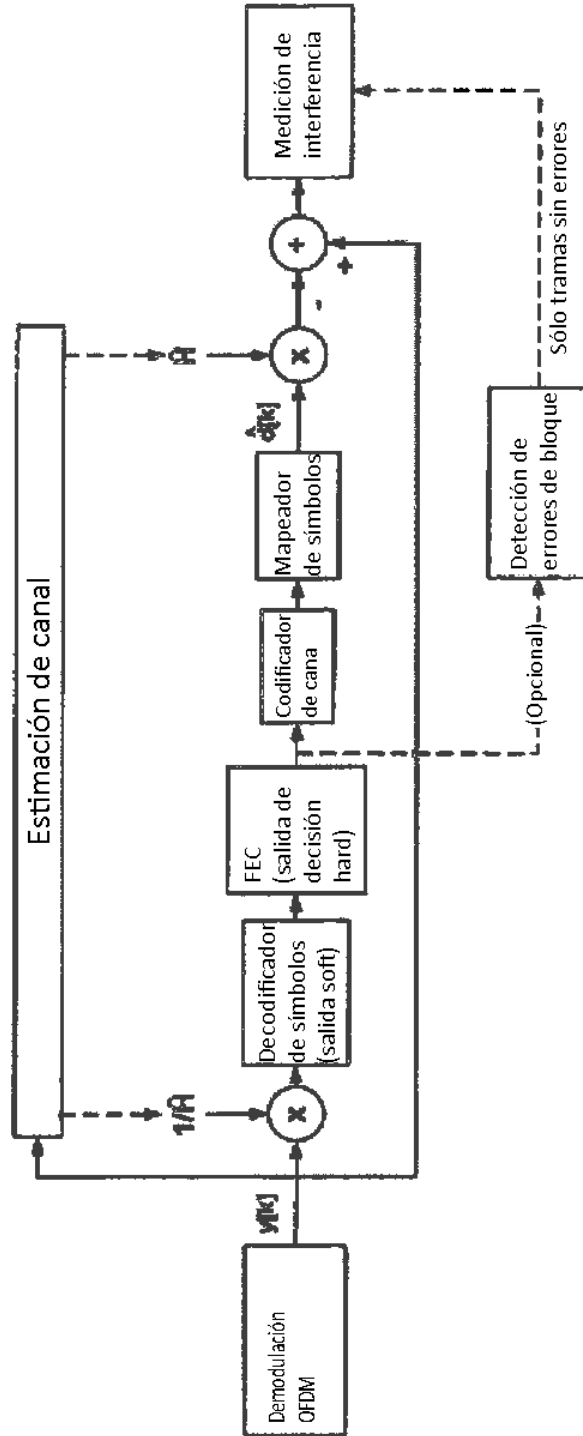 Estimación de canal
Demodulación
OFDM
y[k]
1/Ĥ
x
Decodificador
de símbolos
(salida soft)
FEC
(salida de
decisión
hard)
Codificador
de cana
Mapeador
de símbolos
d̂[k]
Ĥ
x
-
+
+
Medición de
interferencia
(Opcional)
Detección de
errores de bloque
Sólo tramas sin errores